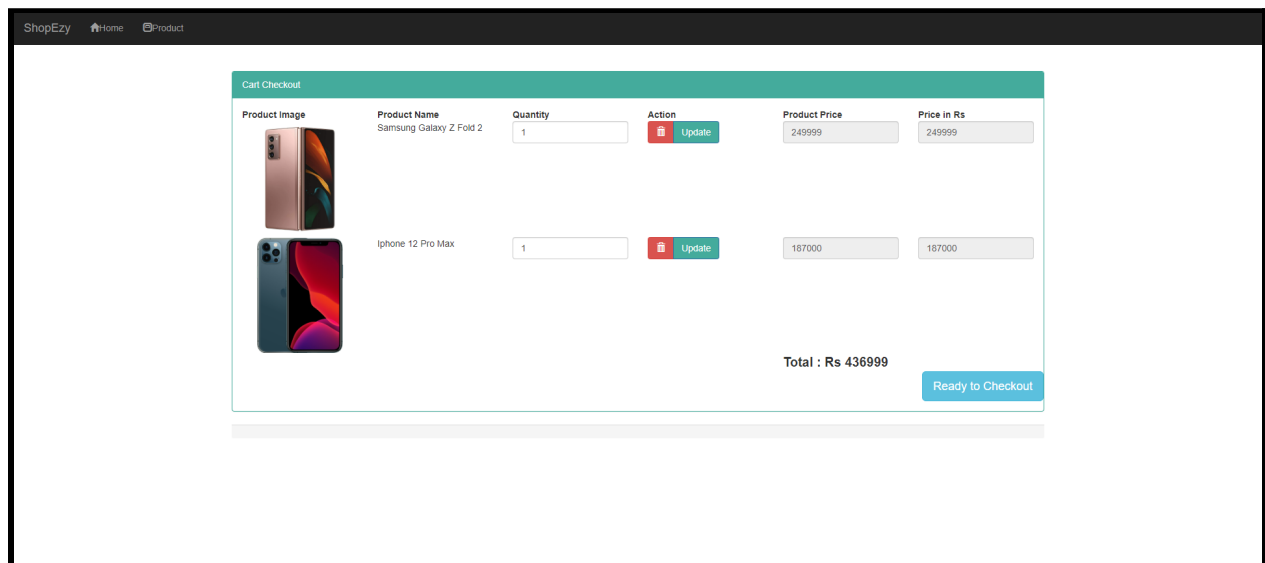 ShopEzy Home Product
Cart Checkout
Product Image Product Name Quantity Action Product Price Price in Rs
Samsung Galaxy Z Fold 2 1 Update 249999 249999
Iphone 12 Pro Max 1 Update 187000 187000
Total : Rs 436999
Ready to Checkout